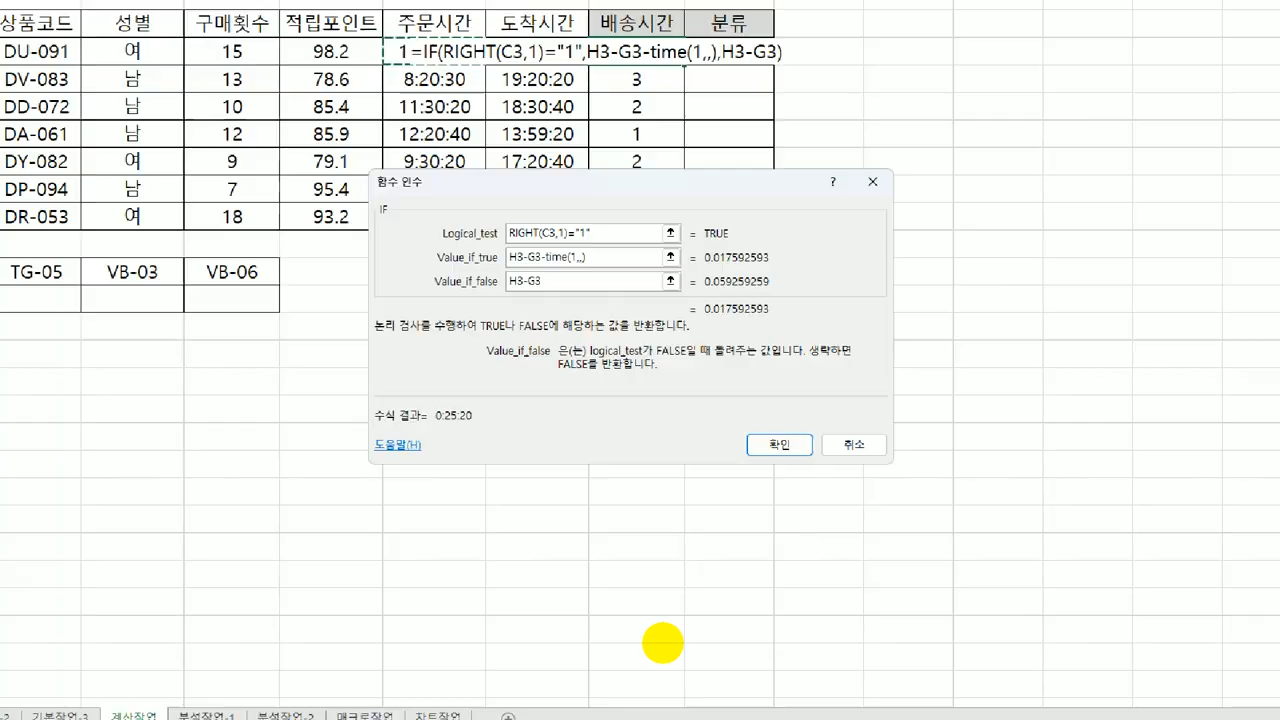 상품코드 성별 구매횟수 적립포인트 주문시간 도착시간 배송시간 분류
DU-091 여 15 98.2 1 =IF(RIGHT(C3,1)="1",H3-G3-time(1,,),H3-G3)
DV-083 남 13 78.6 8:20:30 19:20:20 3
DD-072 남 10 85.4 11:30:20 18:30:40 2
DA-061 남 12 85.9 12:20:40 13:59:20 1
DY-082 여 9 79.1 9:30:20 17:20:40 2
DP-094 남 7 95.4
DR-053 여 18 93.2
TG-05 VB-03 VB-06
함수 인수 ?
IF
Logical_test RIGHT(C3,1)="1" = TRUE
Value_if_true H3-G3-time(1,,) = 0.017592593
Value_if_false H3-G3 = 0.059259259
= 0.017592593
논리 검사를 수행하여 TRUE나 FALSE에 해당하는 값을 반환합니다.
Value_if_false 은(는) logical_test가 FALSE일 때 돌려주는 값입니다. 생략하면
FALSE를 반환합니다.
수식 결과= 0:25:20
도움말(H) 확인 취소
-2 기본작업-3 계산작업 분석작업-1 분석작업-2 매크로작업 차트작업